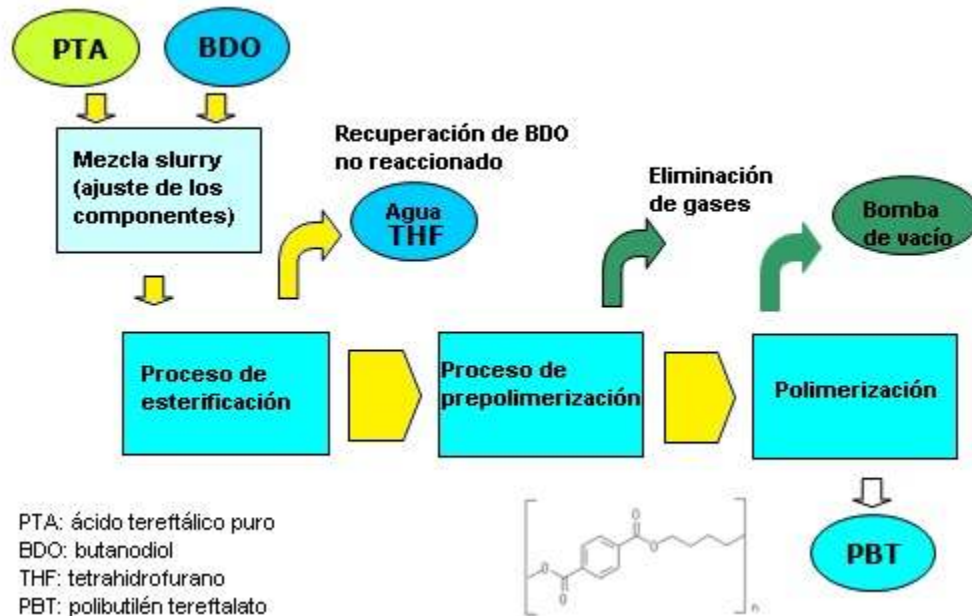 PTA
BDO
Mezcla slurry
(ajuste de los
componentes)
Recuperación de BDO
no reaccionado
Agua
THF
Eliminación
de gases
Bomba
de vacío
Proceso de
esterificación
Proceso de
prepolimerización
Polimerización
PTA: ácido tereftálico puro
BDO: butanodiol
THF: tetrahidrofurano
PBT: polibutilén tereftalato
O
O
O
O
n
PBT